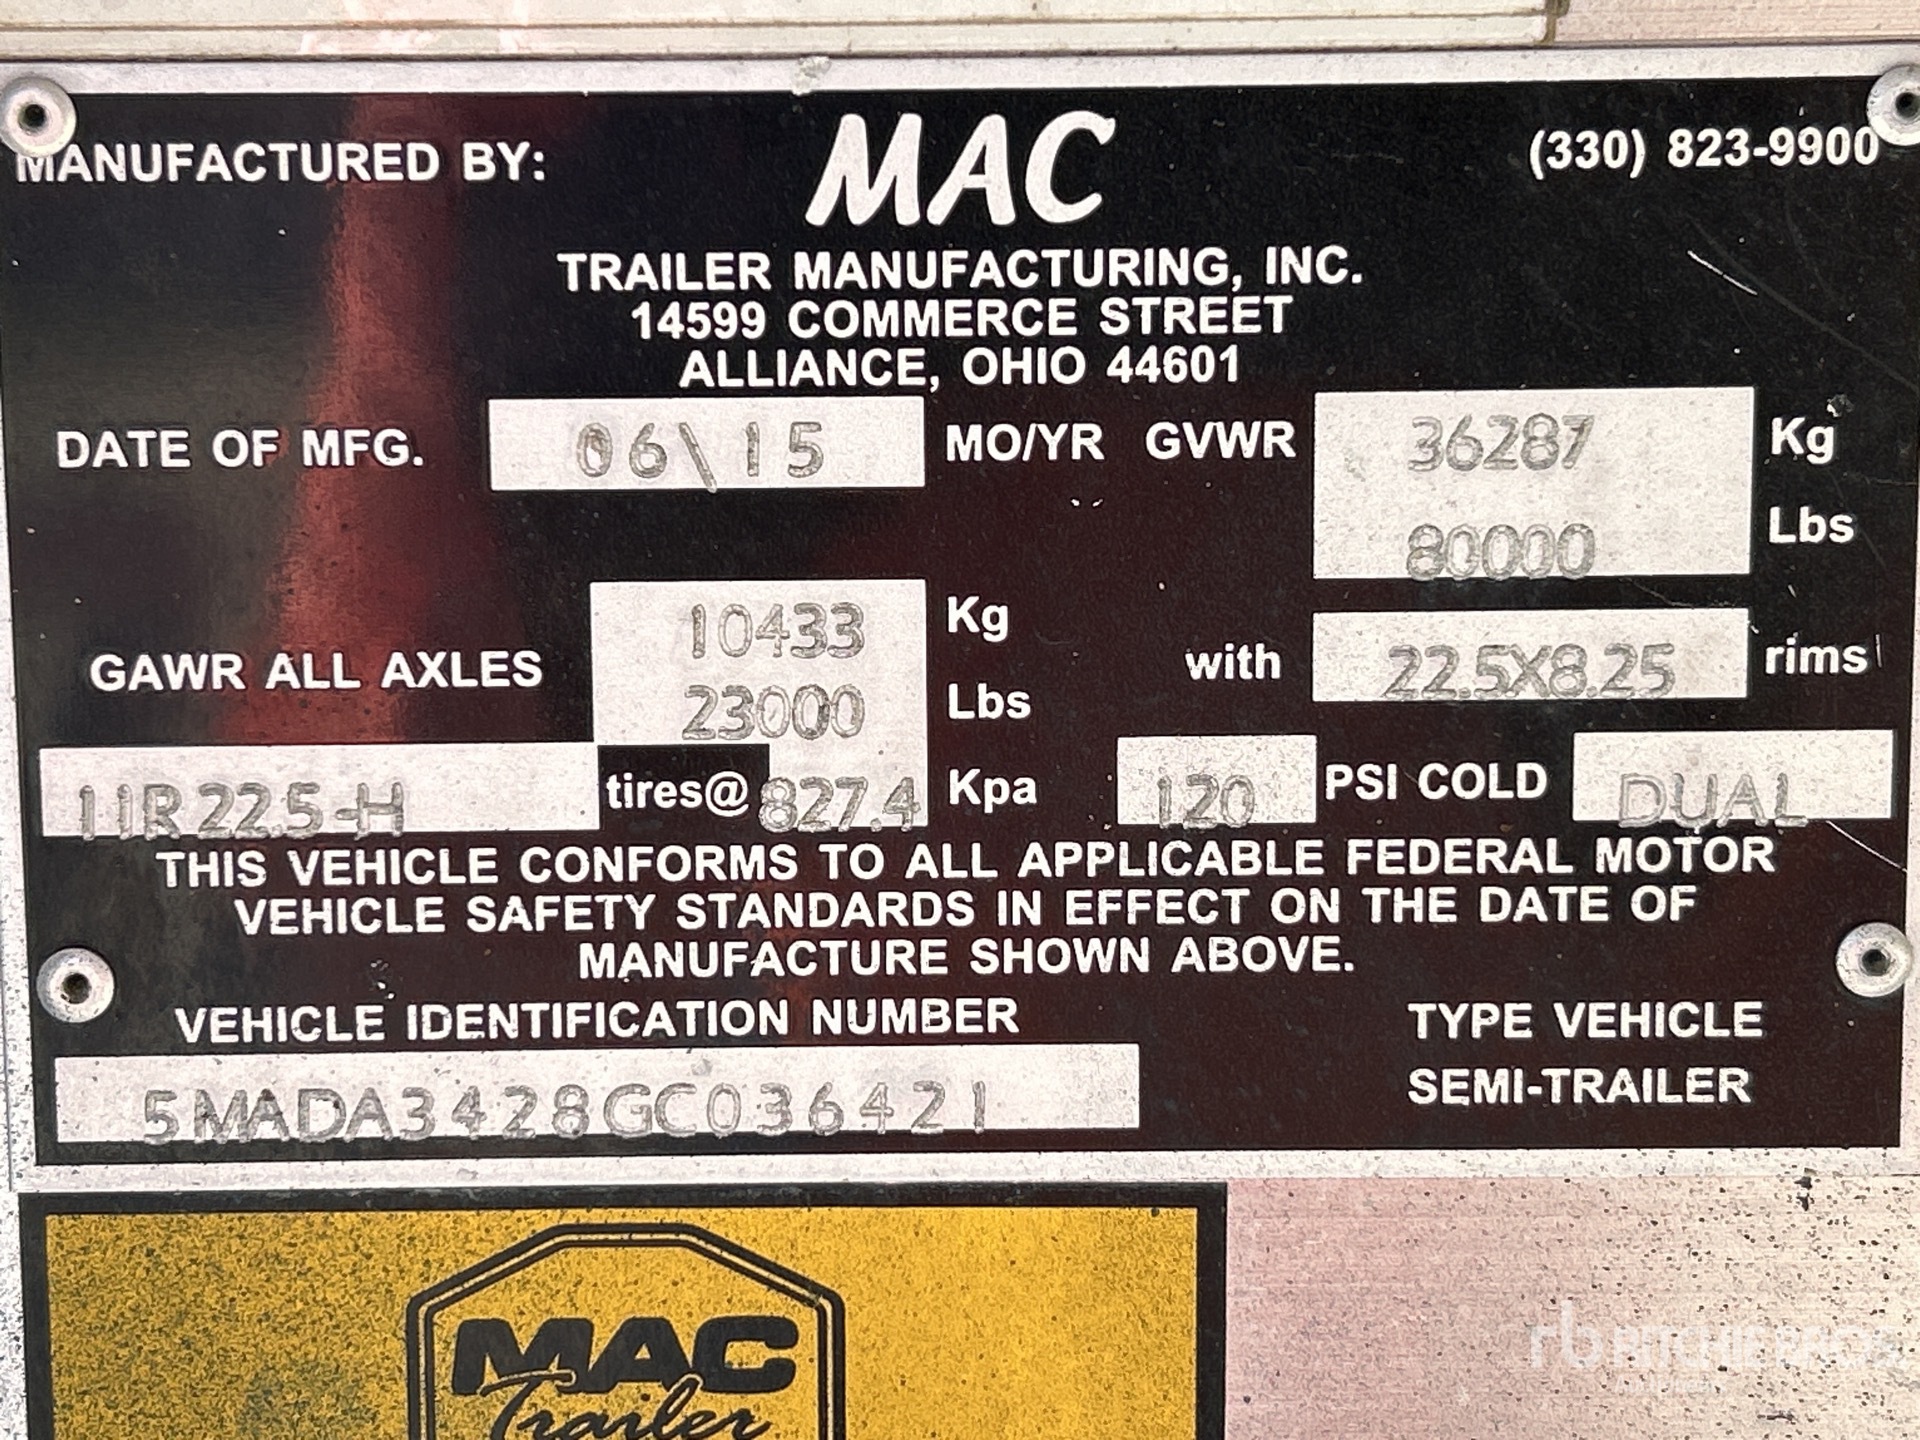 MANUFACTURED BY: MAC (330) 823-9900
TRAILER MANUFACTURING, INC.
14599 COMMERCE STREET
ALLIANCE, OHIO 44601
DATE OF MFG. 06\15 MO/YR GVWR 36287 Kg
80000 Lbs
GAWR ALL AXLES 10433 Kg
23000 Lbs with 22.5X8.25 rims
11R22.5-H tires@ 827.4 Kpa 120 PSI COLD DUAL
THIS VEHICLE CONFORMS TO ALL APPLICABLE FEDERAL MOTOR
VEHICLE SAFETY STANDARDS IN EFFECT ON THE DATE OF
MANUFACTURE SHOWN ABOVE.
VEHICLE IDENTIFICATION NUMBER TYPE VEHICLE
5MADA3428GC036421 SEMI-TRAILER
MAC
Trailer
rb RITCHIE BROS